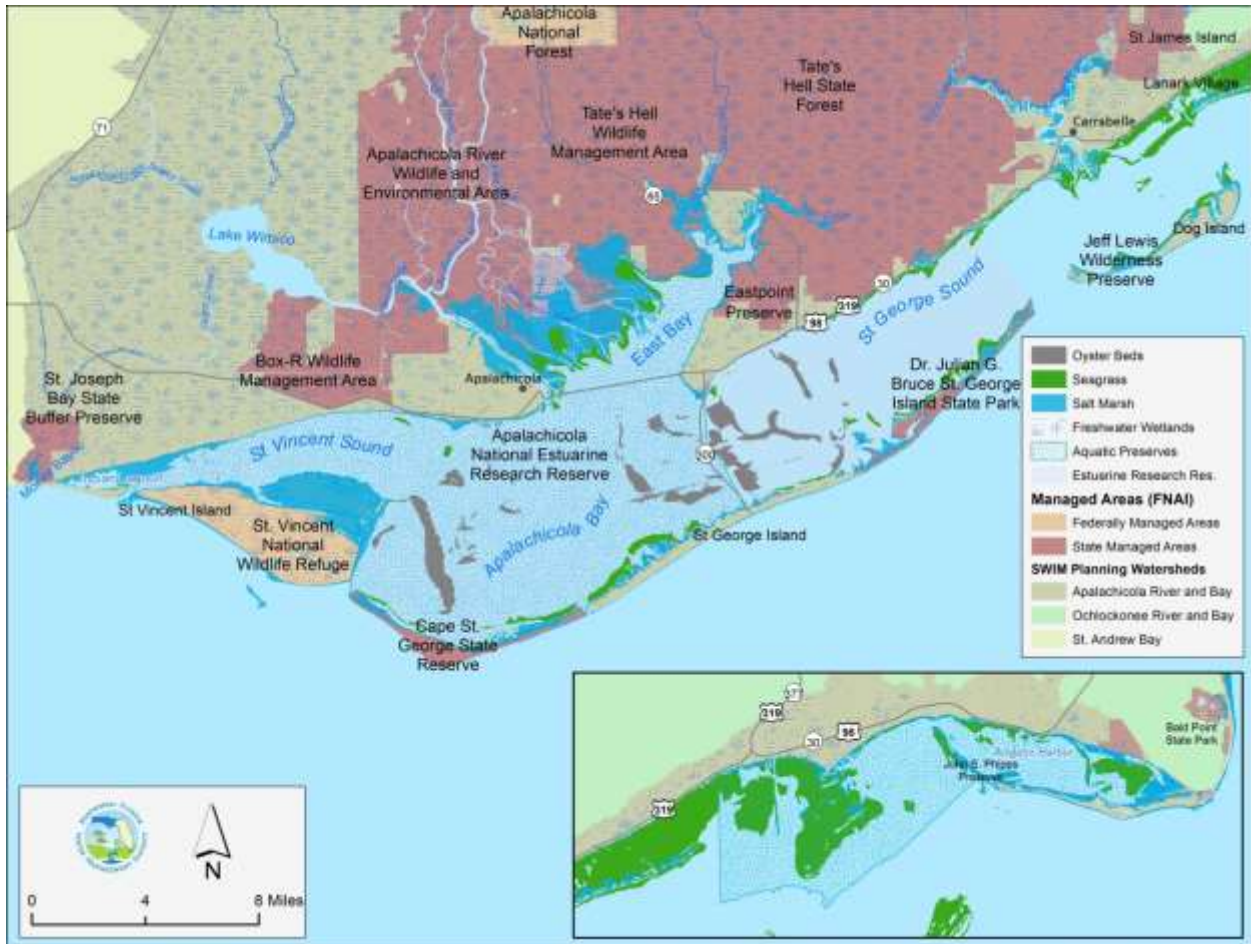 Apalachicola
National
Forest
St James Island
Lanark Village
Tate's
Hell State
Forest
Tate's Hell
Wildlife
Management Area
Carrabelle
71
Apalachicola River
Wildlife and
Environmental Area
65
Lake Wimico
Dog Island
Jeff Lewis
Wilderness
Preserve
East Bay
Eastpoint
Preserve
98
319
30
St George Sound
Box-R Wildlife
Management Area
Apalachicola
St. Joseph
Bay State
Buffer Preserve
Dr. Julian G.
Bruce St. George
Island State Park
St Vincent Sound
Apalachicola
National Estuarine
Research Reserve
300
St Vincent Island
St. Vincent
National
Wildlife Refuge
Apalachicola Bay
St George Island
Cape St.
George State
Reserve
Oyster Beds
Seagrass
Salt Marsh
Freshwater Wetlands
Aquatic Preserves
Estuarine Research Res.
Managed Areas (FNAI)
Federally Managed Areas
State Managed Areas
SWIM Planning Watersheds
Apalachicola River and Bay
Ochlockonee River and Bay
St. Andrew Bay
377
319
30
98
Bald Point
State Park
Alligator Harbor
John S. Phipps
Preserve
319
N
0 4 8 Miles